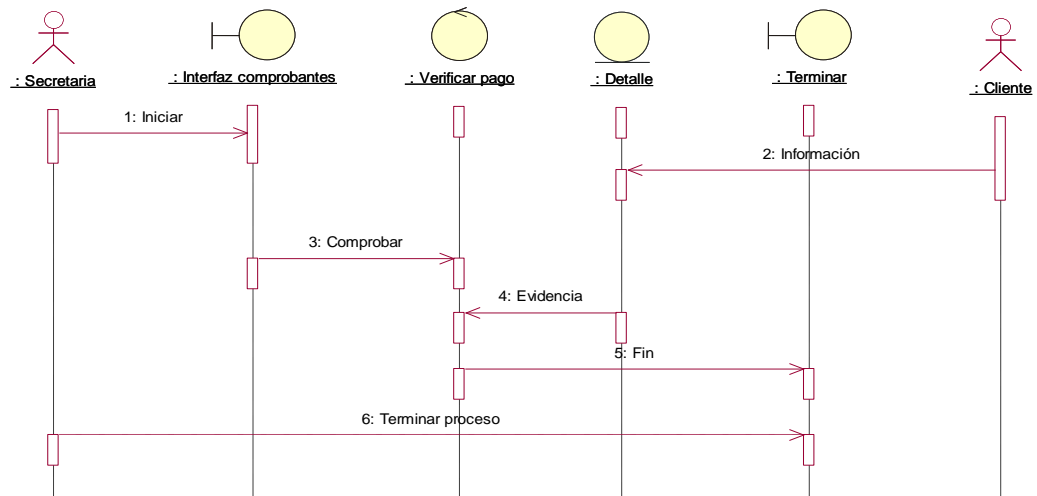 : Secretaria
: Interfaz comprobantes
: Verificar pago
: Detalle
: Terminar
: Cliente
1: Iniciar
2: Información
3: Comprobar
4: Evidencia
5: Fin
6: Terminar proceso